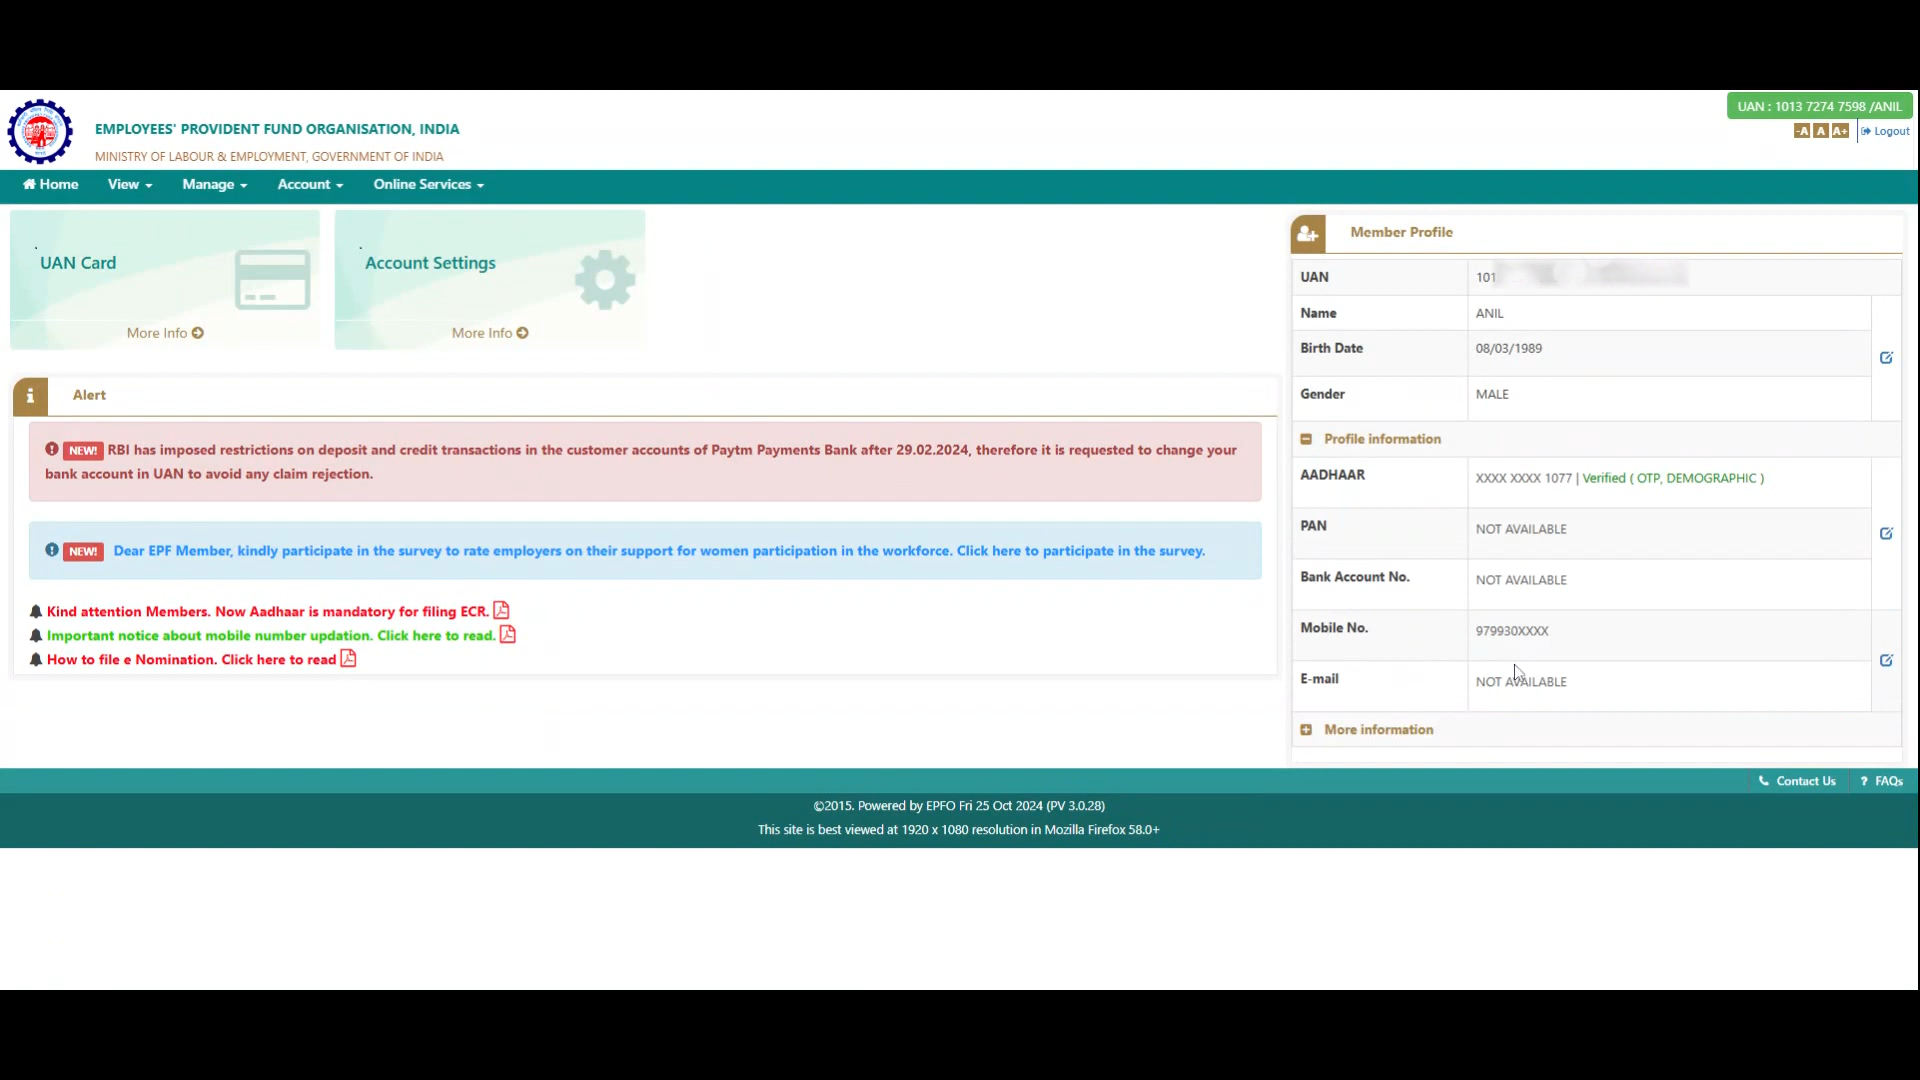 UAN : 1013 7274 7598 /ANIL
EMPLOYEES' PROVIDENT FUND ORGANISATION, INDIA
-A A A+ Logout
MINISTRY OF LABOUR & EMPLOYMENT, GOVERNMENT OF INDIA
Home View Manage Account Online Services
UAN Card
More Info
Account Settings
More Info
Alert
NEW! RBI has imposed restrictions on deposit and credit transactions in the customer accounts of Paytm Payments Bank after 29.02.2024, therefore it is requested to change your
bank account in UAN to avoid any claim rejection.
NEW! Dear EPF Member, kindly participate in the survey to rate employers on their support for women participation in the workforce. Click here to participate in the survey.
Kind attention Members. Now Aadhaar is mandatory for filing ECR.
Important notice about mobile number updation. Click here to read.
How to file e Nomination. Click here to read
Member Profile
UAN 101
Name ANIL
Birth Date 08/03/1989
Gender MALE
Profile information
AADHAAR XXXX XXXX 1077 | Verified ( OTP, DEMOGRAPHIC )
PAN NOT AVAILABLE
Bank Account No. NOT AVAILABLE
Mobile No. 979930XXXX
E-mail NOT AVAILABLE
More information
Contact Us ? FAQs
©2015. Powered by EPFO Fri 25 Oct 2024 (PV 3.0.28)
This site is best viewed at 1920 x 1080 resolution in Mozilla Firefox 58.0+